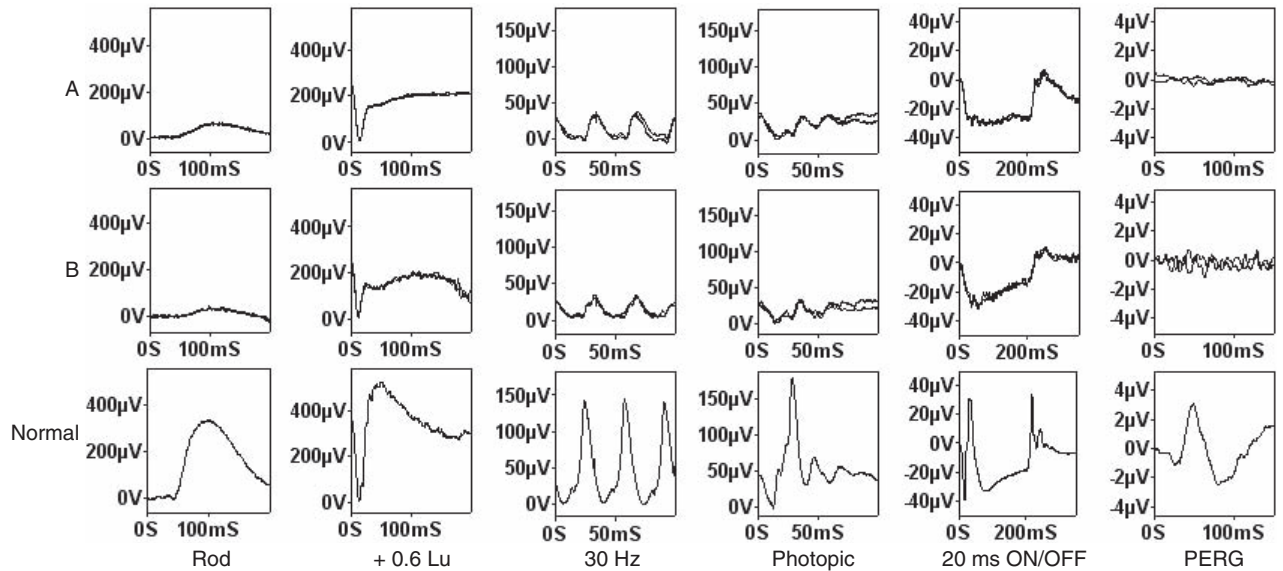 400µV 400µV 150µV 150µV 40µV 4µV
A 200µV 200µV 100µV 100µV 20µV 2µV
50µV 50µV 0V 0V
0V 0V 0V 0V -20µV -2µV
-40µV -4µV
0S 100mS 0S 100mS 0S 50mS 0S 50mS 0S 200mS 0S 100mS
400µV 400µV 150µV 150µV 40µV 4µV
B 200µV 200µV 100µV 100µV 20µV 2µV
50µV 50µV 0V 0V
0V 0V 0V 0V -20µV -2µV
-40µV -4µV
0S 100mS 0S 100mS 0S 50mS 0S 50mS 0S 200mS 0S 100mS
400µV 400µV 150µV 150µV 40µV 4µV
Normal 200µV 200µV 100µV 100µV 20µV 2µV
50µV 50µV 0V 0V
0V 0V 0V 0V -20µV -2µV
-40µV -4µV
0S 100mS 0S 100mS 0S 50mS 0S 50mS 0S 200mS 0S 100mS
Rod + 0.6 Lu 30 Hz Photopic 20 ms ON/OFF PERG